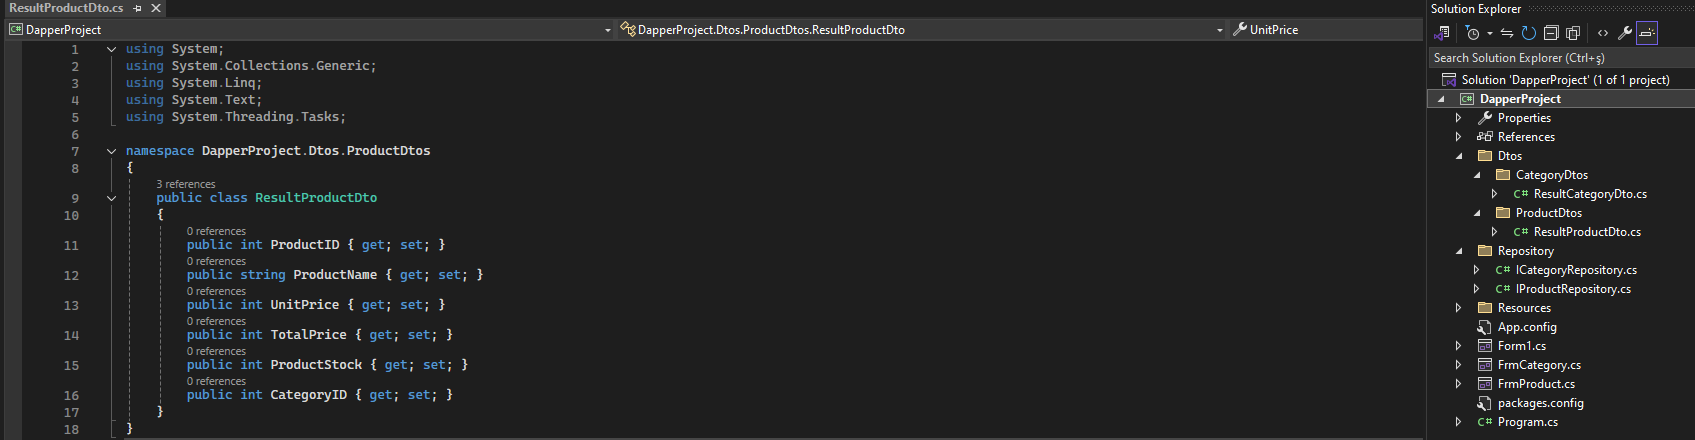 ResultProductDto.cs
DapperProject
DapperProject.Dtos.ProductDtos.ResultProductDto
UnitPrice
1 using System;
2 using System.Collections.Generic;
3 using System.Linq;
4 using System.Text;
5 using System.Threading.Tasks;
6
7 namespace DapperProject.Dtos.ProductDtos
8 {
3 references
9 public class ResultProductDto
10 {
0 references
11 public int ProductID { get; set; }
0 references
12 public string ProductName { get; set; }
0 references
13 public int UnitPrice { get; set; }
0 references
14 public int TotalPrice { get; set; }
0 references
15 public int ProductStock { get; set; }
0 references
16 public int CategoryID { get; set; }
17 }
18 }
Solution Explorer
Search Solution Explorer (Ctrl+ş)
Solution 'DapperProject' (1 of 1 project)
C# DapperProject
Properties
References
Dtos
CategoryDtos
C# ResultCategoryDto.cs
ProductDtos
C# ResultProductDto.cs
Repository
C# ICategoryRepository.cs
C# IProductRepository.cs
Resources
App.config
Form1.cs
FrmCategory.cs
FrmProduct.cs
packages.config
C# Program.cs